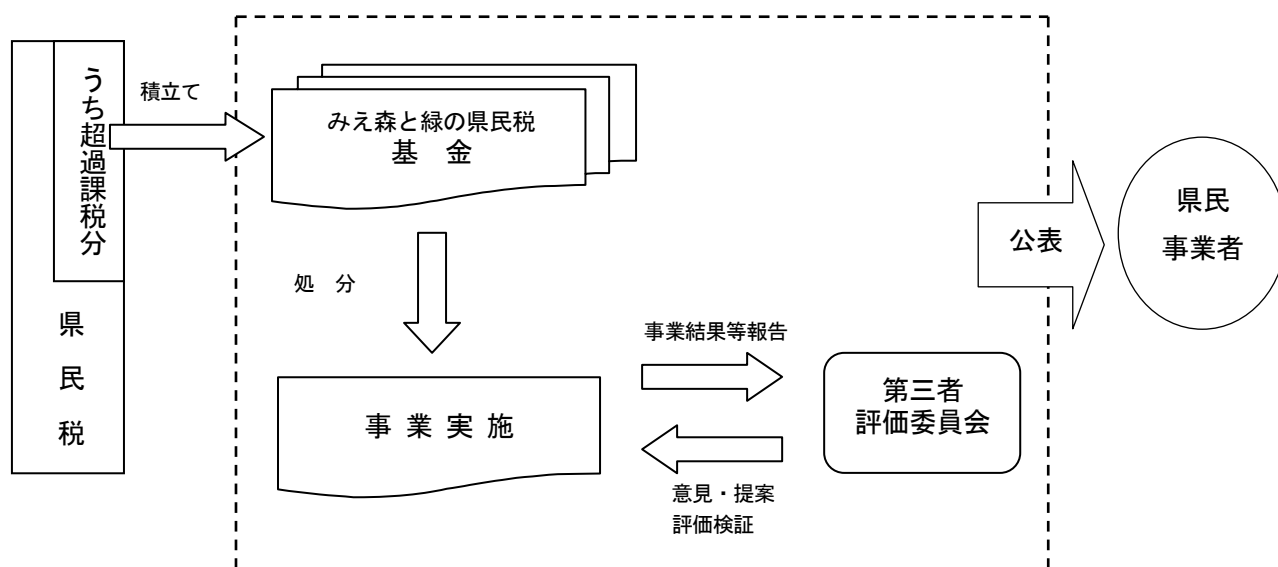 うち超過課税分
県民税
積立て
みえ森と緑の県民税
基　金
処　分
事 業 実 施
事業結果等報告
意見・提案
評価検証
第三者
評価委員会
公表
県民
事業者